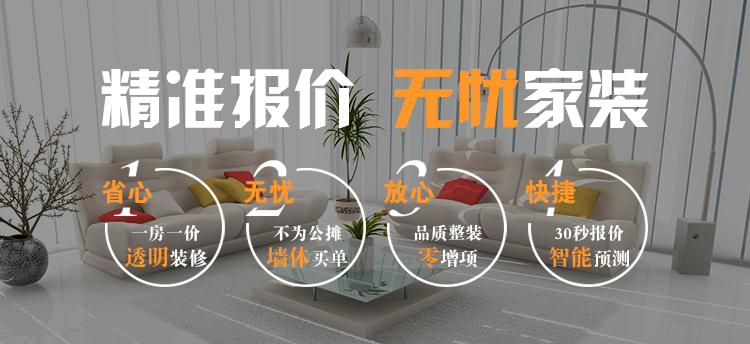 精准报价 无忧家装
1 省心
一房一价
透明装修
2 无忧
不为公摊
墙体买单
3 放心
品质整装
零增项
4 快捷
30秒报价
智能预测